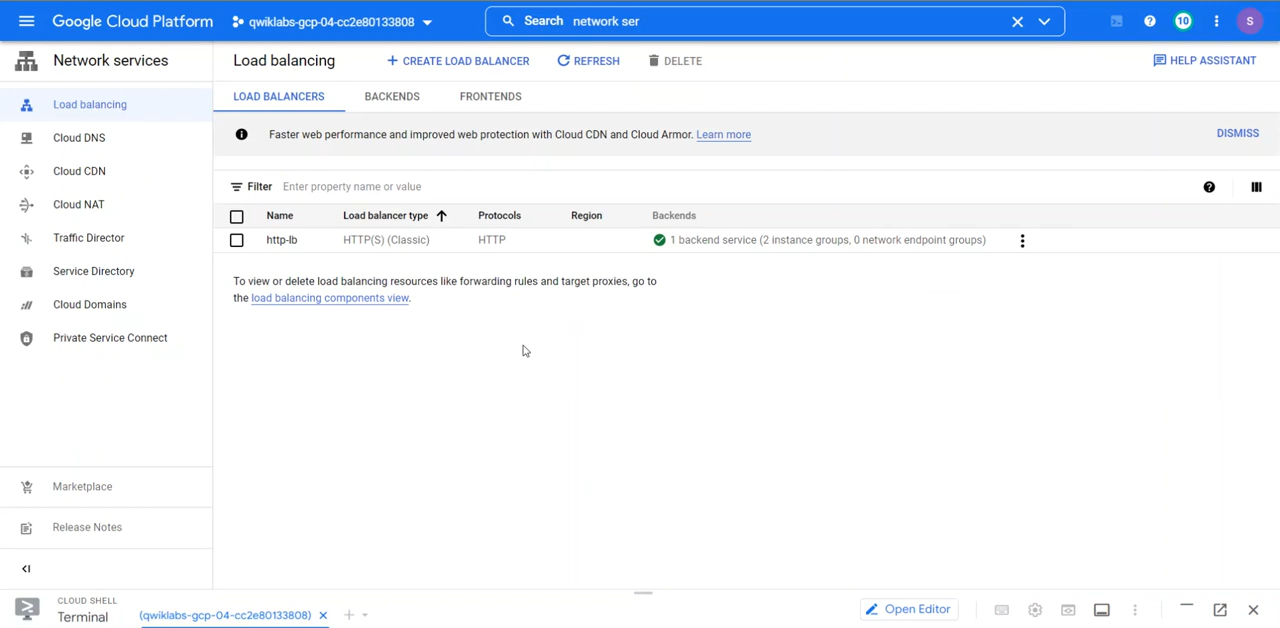 Google Cloud Platform qwiklabs-gcp-04-cc2e80133808 Search network ser 10 S
Network services Load balancing CREATE LOAD BALANCER REFRESH DELETE HELP ASSISTANT
Load balancing
Cloud DNS
Cloud CDN
Cloud NAT
Traffic Director
Service Directory
Cloud Domains
Private Service Connect
Marketplace
Release Notes
LOAD BALANCERS BACKENDS FRONTENDS
Faster web performance and improved web protection with Cloud CDN and Cloud Armor. Learn more DISMISS
Filter Enter property name or value
Name Load balancer type Protocols Region Backends
http-lb HTTP(S) (Classic) HTTP 1 backend service (2 instance groups, 0 network endpoint groups)
To view or delete load balancing resources like forwarding rules and target proxies, go to
the load balancing components view.
CLOUD SHELL
Terminal (qwiklabs-gcp-04-cc2e80133808) Open Editor